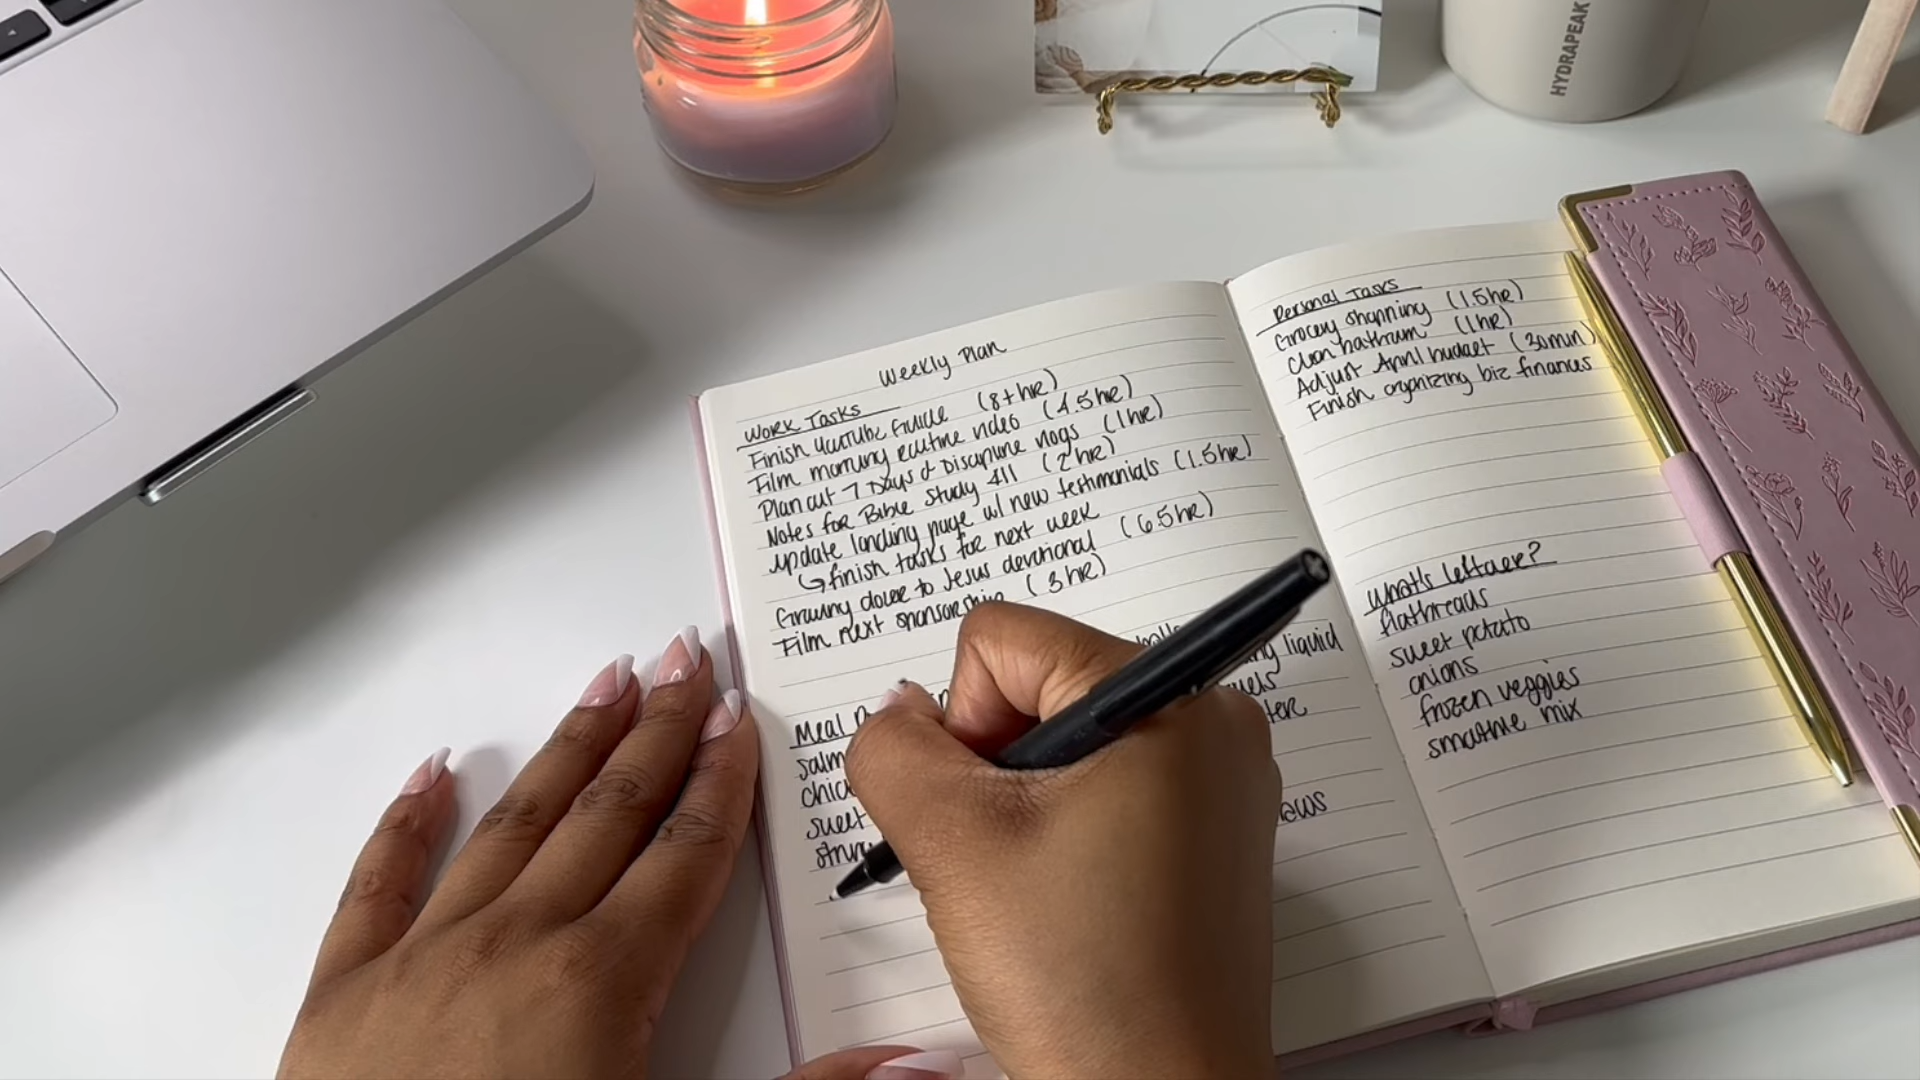 HYDRAPEAK
Weekly Plan
Work Tasks
Finish YouTube Guide (8+hr)
Film morning routine video (4.5hr)
Plan out 7 Days of Discipline vlogs (1hr)
Notes for Bible Study 4/1 (2hr)
update landing page w/ new testimonials (1.5hr)
↳ finish tasks for next week
Growing closer to Jesus devotional (6.5hr)
Film next sponsorship (3hr)
Meal
liquid
Personal Tasks
Grocery shopping (1.5hr)
Clean bathroom (1hr)
Adjust April budget (30min)
Finish organizing biz finances
What's leftover?
flatbreads
sweet potato
onions
frozen veggies
smoothie mix